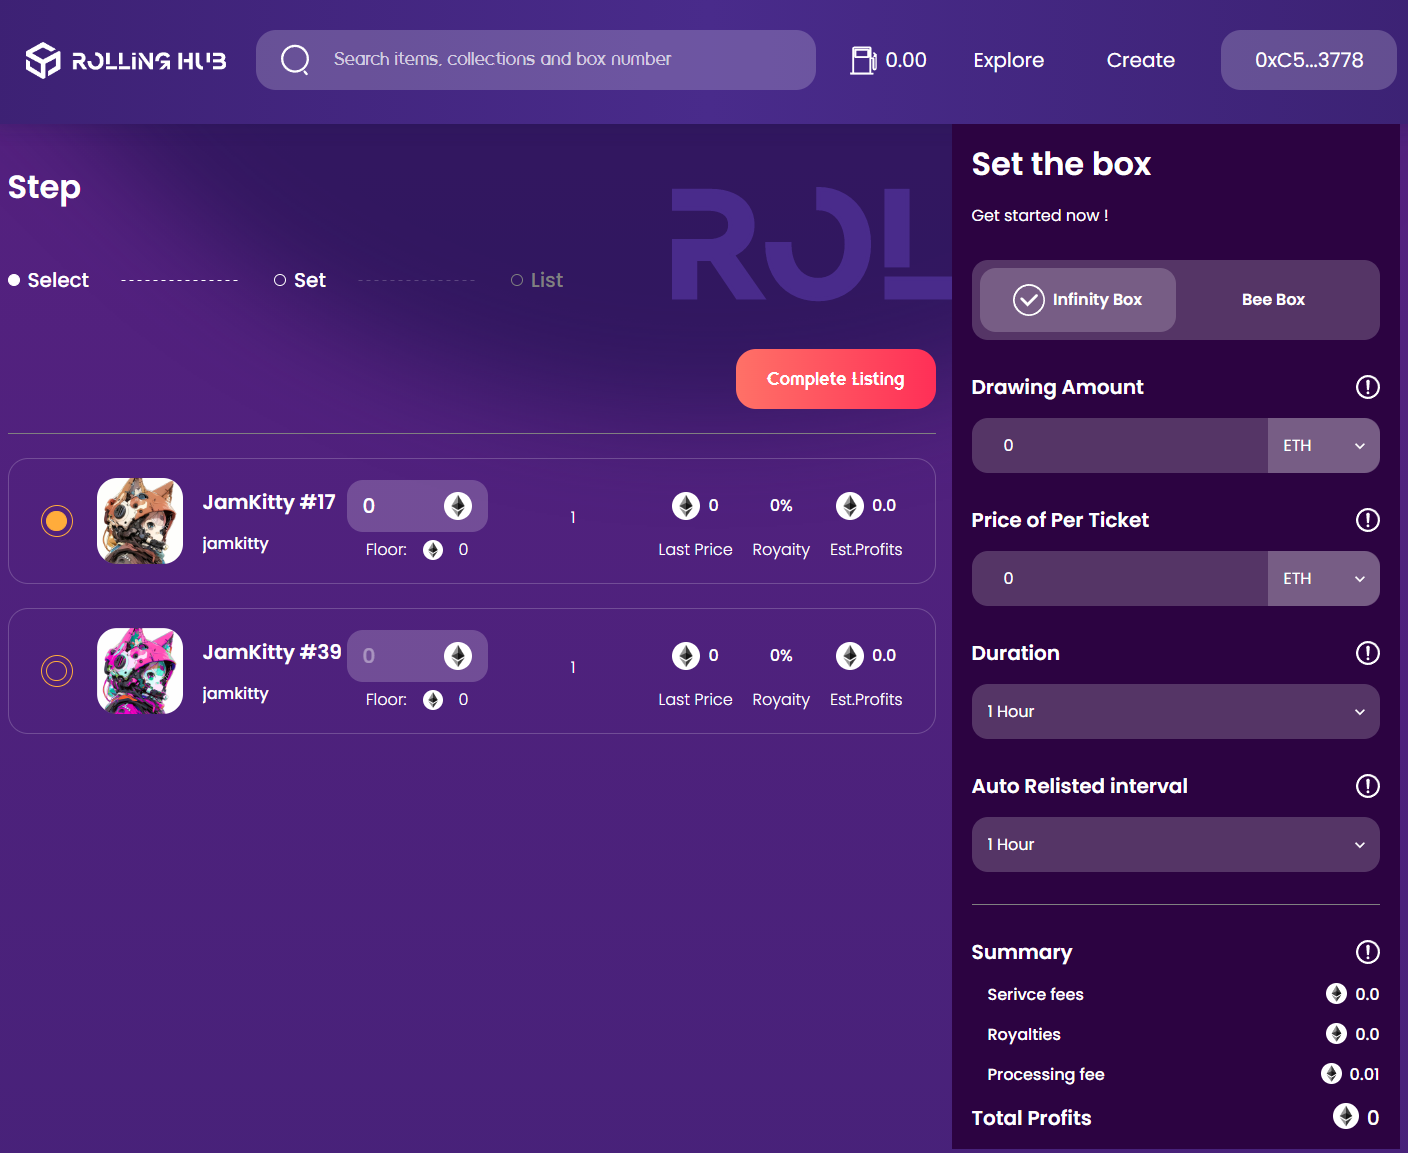 ROLLING HUB
Search items, collections and box number
0.00
Explore
Create
0xC5...3778
Step
ROL
Select
Set
List
Complete Listing
JamKitty #17
jamkitty
0
Floor: 0
1
0
Last Price
0%
Royaity
0.0
Est.Profits
JamKitty #39
jamkitty
0
Floor: 0
1
0
Last Price
0%
Royaity
0.0
Est.Profits
Set the box
Get started now !
Infinity Box
Bee Box
Drawing Amount
0
ETH
Price of Per Ticket
0
ETH
Duration
1 Hour
Auto Relisted interval
1 Hour
Summary
Serivce fees 0.0
Royalties 0.0
Processing fee 0.01
Total Profits 0